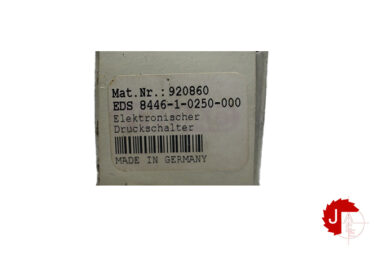 Mat.Nr.: 920860
EDS 8446-1-0250-000
Elektronischer
Druckschalter
MADE IN GERMANY
J